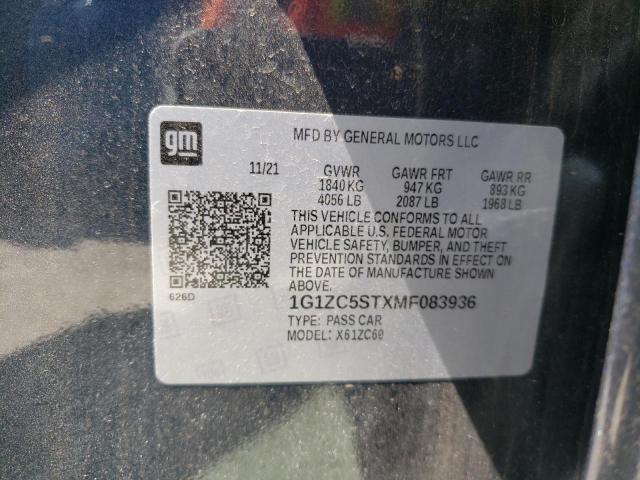 gm
MFD BY GENERAL MOTORS LLC
11/21 GVWR GAWR FRT GAWR RR
1840 KG 947 KG 893 KG
4056 LB 2087 LB 1968 LB
THIS VEHICLE CONFORMS TO ALL
APPLICABLE U.S. FEDERAL MOTOR
VEHICLE SAFETY, BUMPER, AND THEFT
PREVENTION STANDARDS IN EFFECT ON
THE DATE OF MANUFACTURE SHOWN
ABOVE.
626D
1G1ZC5STXMF083936
TYPE: PASS CAR
MODEL: X61ZC60